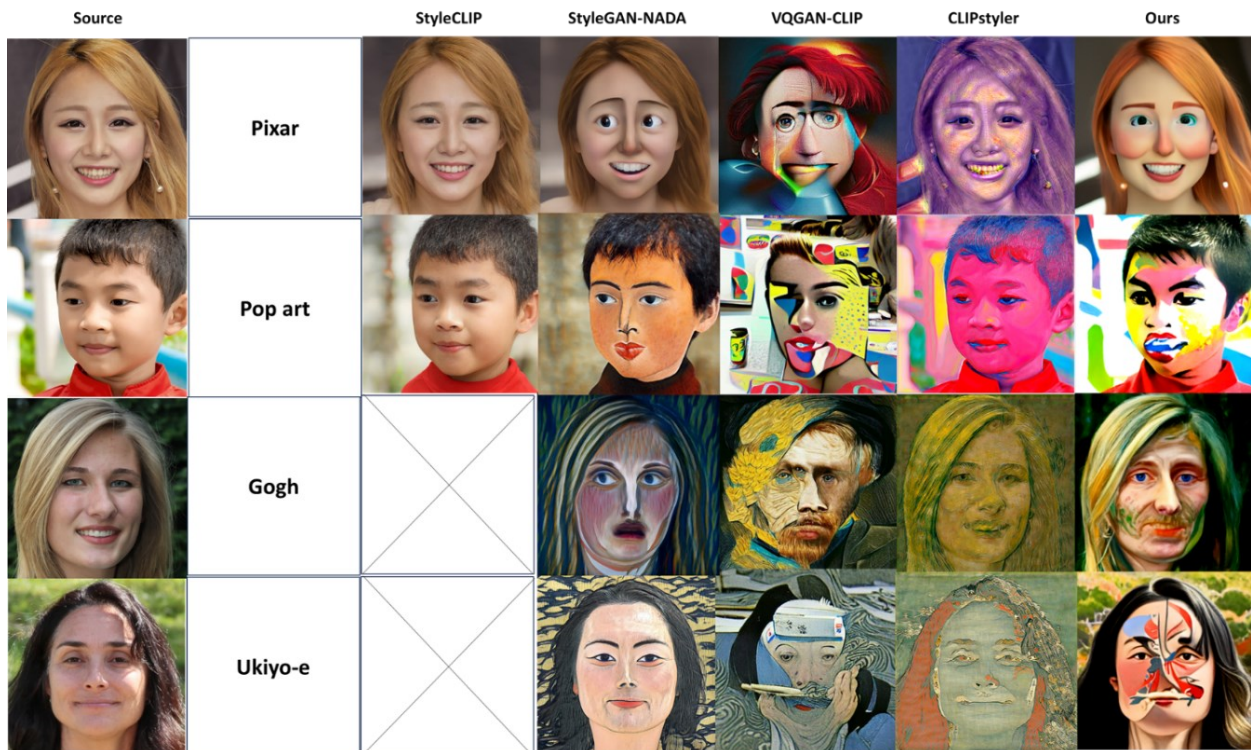 Source StyleCLIP StyleGAN-NADA VQGAN-CLIP CLIPstyler Ours
Pixar
Pop art
Gogh
Ukiyo-e